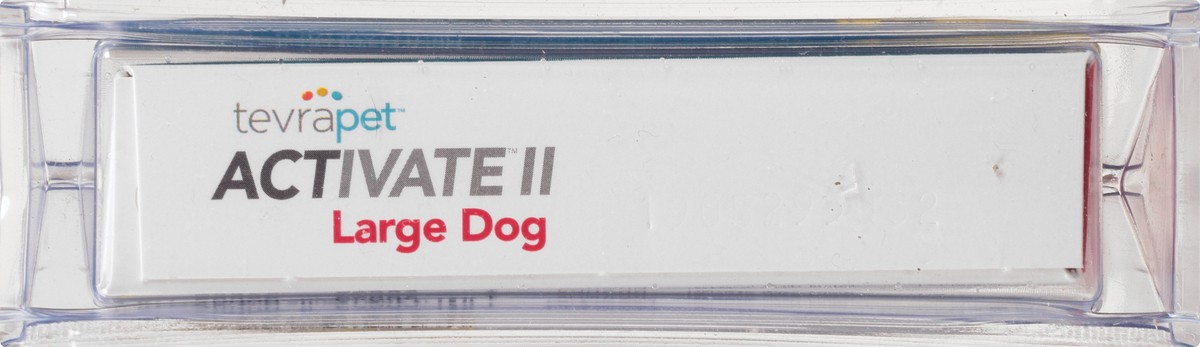 tevrapet™
ACTIVATE™ II
Large Dog